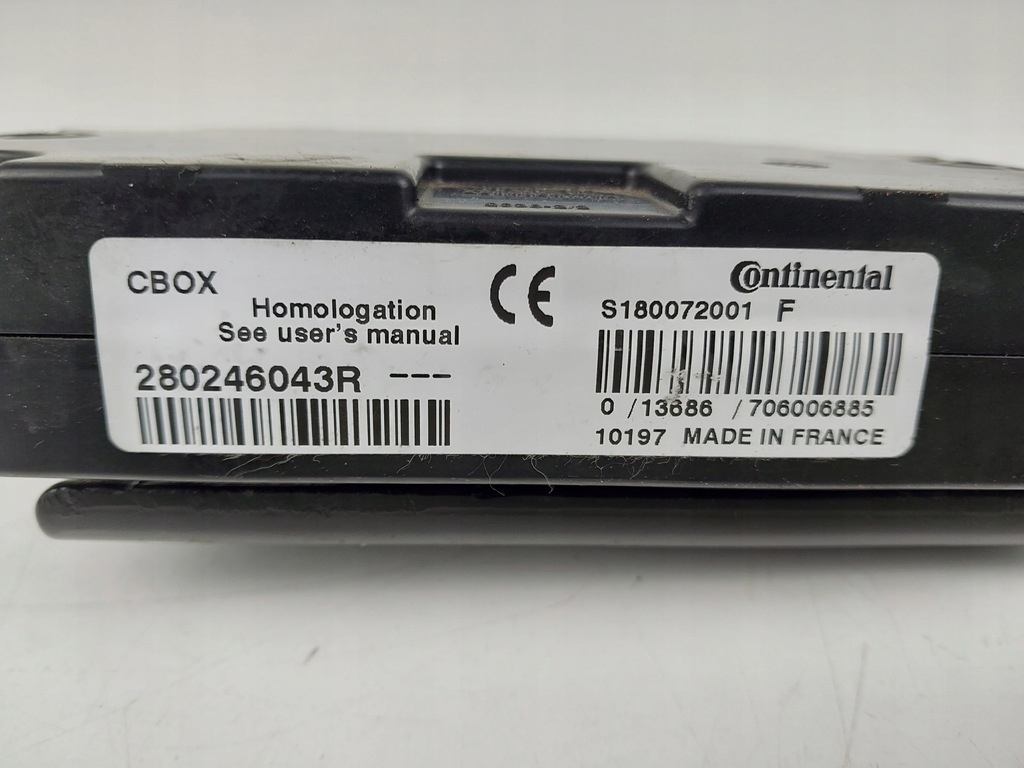 CBOX
Homologation
See user's manual
280246043R ---
CE
Continental
S180072001 F
0 /13686 /706006885
10197 MADE IN FRANCE